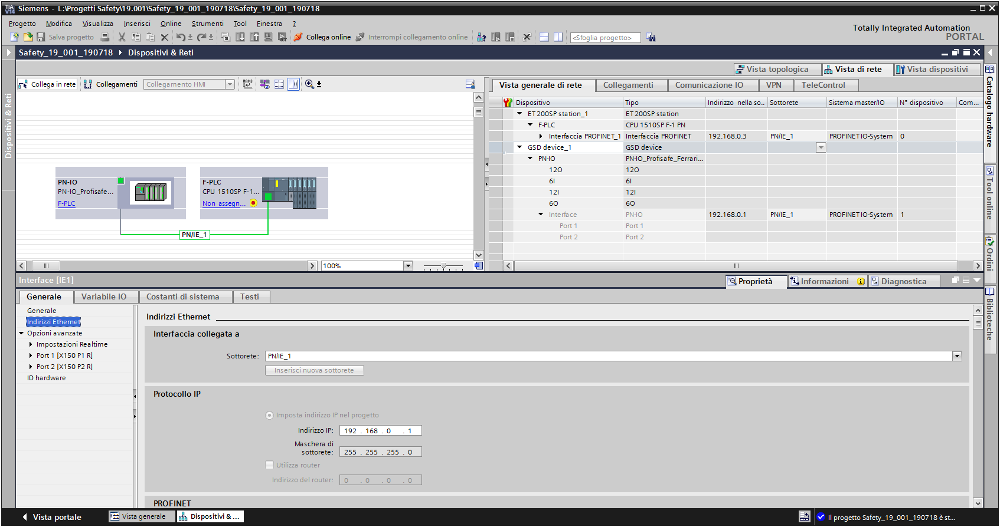 Siemens - L:\Progetti Safety\19.001\Safety_19_001_190718\Safety_19_001_190718
Progetto Modifica Visualizza Inserisci Online Strumenti Tool Finestra ?
Totally Integrated Automation
PORTAL
Salva progetto Collega online Interrompi collegamento online <Sfoglia progetto>
Safety_19_001_190718 Dispositivi & Reti
Vista topologica Vista di rete Vista dispositivi
Collega in rete Collegamenti Collegamento HMI
Vista generale di rete Collegamenti Comunicazione IO VPN TeleControl
Dispositivo Tipo Indirizzo nella so.. Sottorete Sistema master/IO N° dispositivo Com...
ET 200SP station_1 ET 200SP station
F-PLC CPU 1510SP F-1 PN
Interfaccia PROFINET_1 Interfaccia PROFINET 192.168.0.3 PN/IE_1 PROFINET IO-System 0
GSD device_1 GSD device
PN-IO PN-IO_Profisafe_Ferrari...
12O 12O
6I 6I
12I 12I
6O 6O
Interface PN-IO 192.168.0.1 PN/IE_1 PROFINET IO-System 1
Port 1 Port 1
Port 2 Port 2
PN-IO
PN-IO_Profisafe...
F-PLC
F-PLC
CPU 1510SP F-1...
Non assegn...
PN/IE_1
100%
Dispositivi & Reti
Catalogo hardware
Tool online
Ordini
Biblioteche
Interface [IE1]
Proprietà Informazioni Diagnostica
Generale Variabile IO Costanti di sistema Testi
Generale
Indirizzi Ethernet
Opzioni avanzate
Impostazioni Realtime
Port 1 [X150 P1 R]
Port 2 [X150 P2 R]
ID hardware
Indirizzi Ethernet
Interfaccia collegata a
Sottorete: PN/IE_1
Inserisci nuova sottorete
Protocollo IP
Imposta indirizzo IP nel progetto
Indirizzo IP: 192 . 168 . 0 . 1
Maschera di
sottorete: 255 . 255 . 255 . 0
Utilizza router
Indirizzo del router: 0 . 0 . 0 . 0
PROFINET
Vista portale Vista generale Dispositivi & ... Il progetto Safety_19_001_190718 è st...